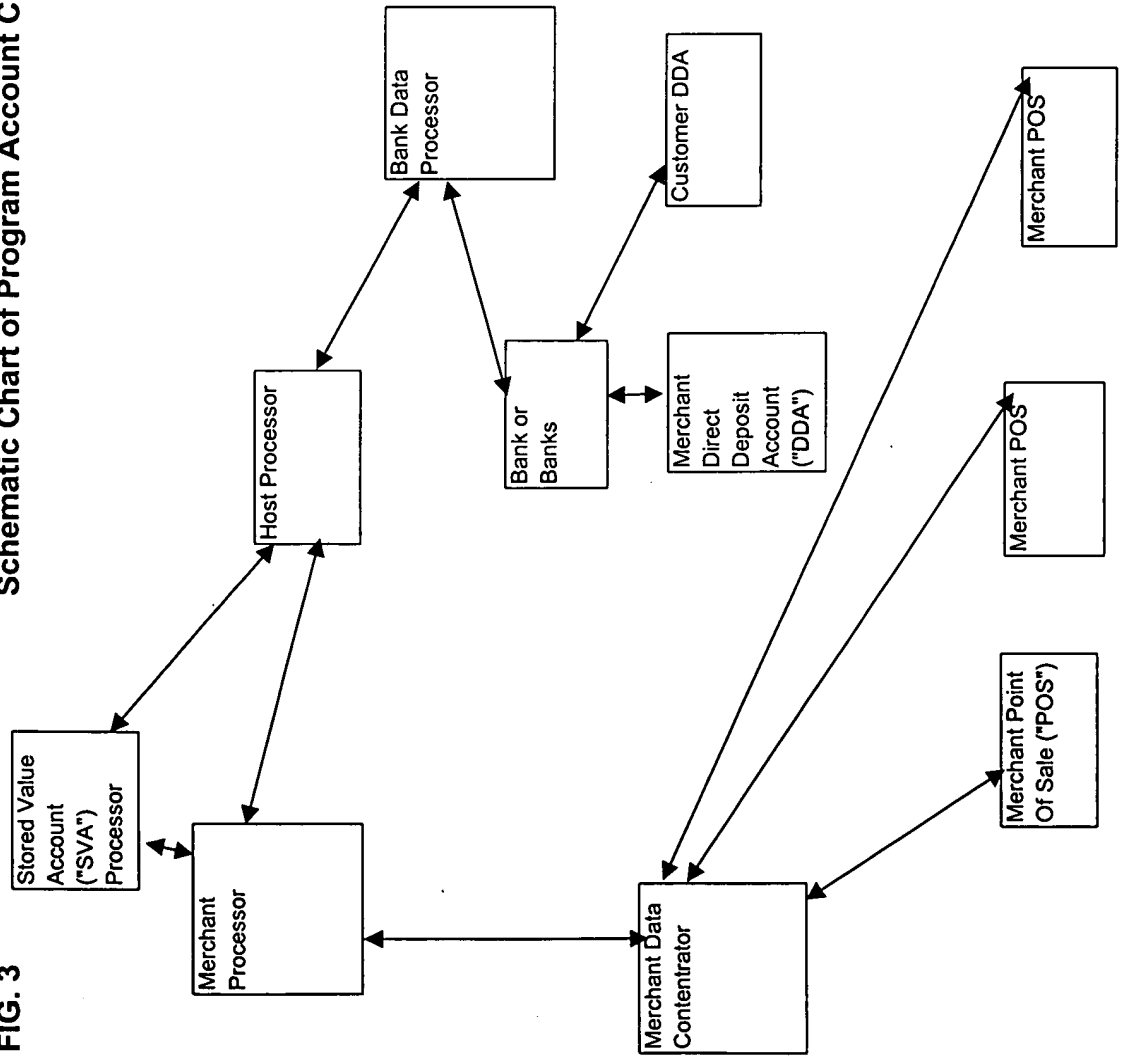 FIG. 3
Schematic Chart of Program Account C
Stored Value
Account
("SVA")
Processor
Merchant
Processor
Host Processor
Bank Data
Processor
Bank or
Banks
Customer DDA
Merchant
Direct
Deposit
Account
("DDA")
Merchant Data
Contentrator
Merchant Point
Of Sale ("POS")
Merchant POS
Merchant POS